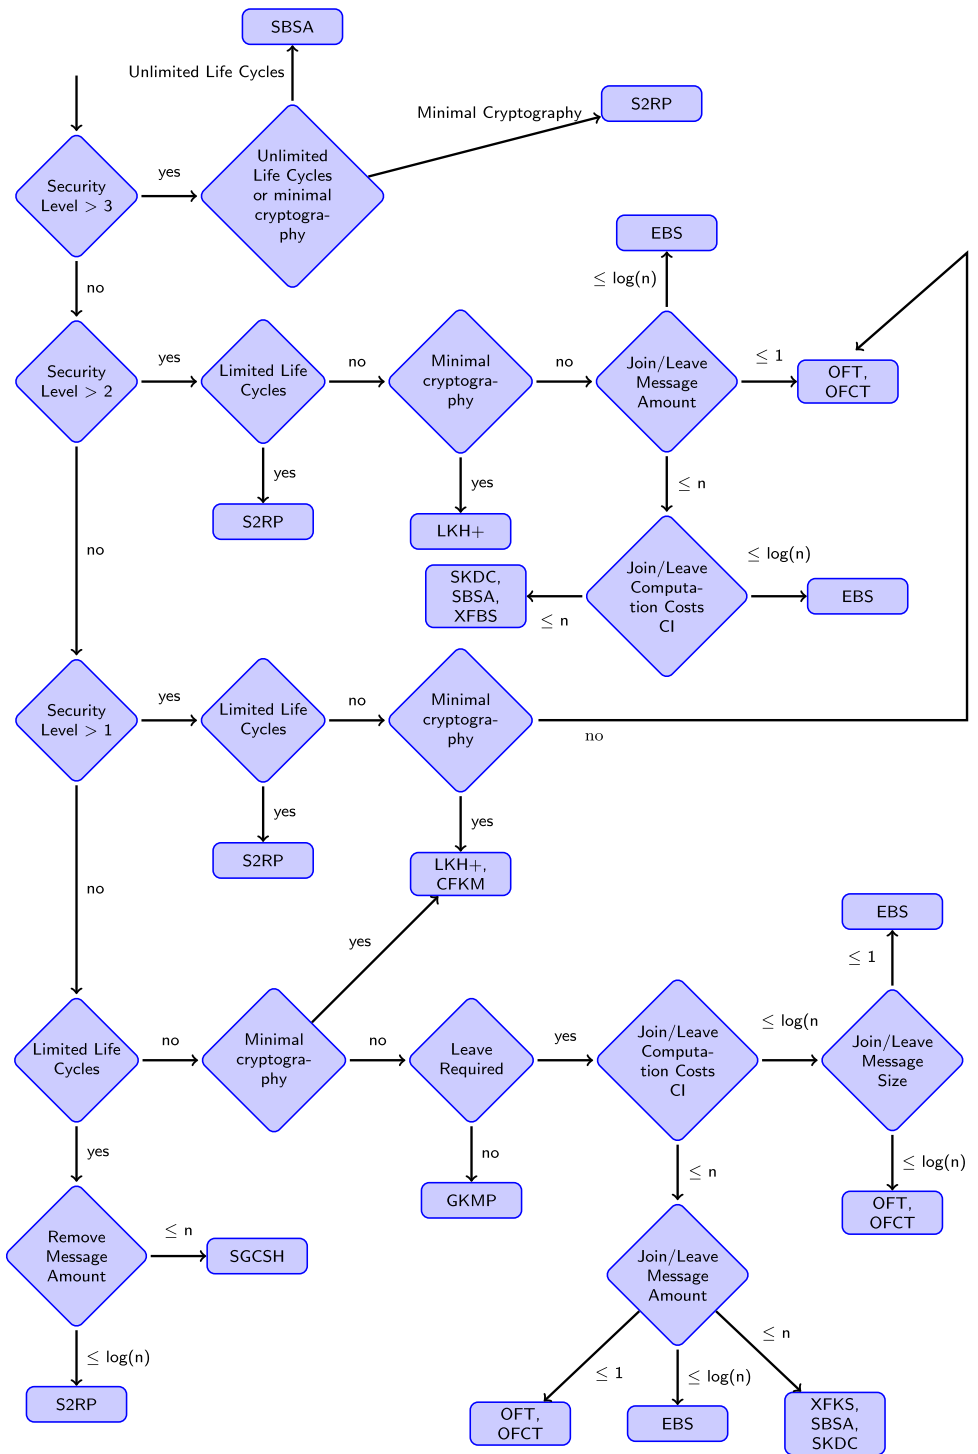 SBSA
Unlimited Life Cycles
S2RP
Minimal Cryptography
Security
Level > 3
yes
Unlimited
Life Cycles
or minimal
cryptogra-
phy
no
EBS
≤ log(n)
Security
Level > 2
yes
Limited Life
Cycles
no
Minimal
cryptogra-
phy
no
Join/Leave
Message
Amount
≤ 1
OFT,
OFCT
yes
S2RP
yes
LKH+
≤ n
no
SKDC,
SBSA,
XFBS
≤ n
Join/Leave
Computa-
tion Costs
CI
≤ log(n)
EBS
Security
Level > 1
yes
Limited Life
Cycles
no
Minimal
cryptogra-
phy
no
yes
S2RP
yes
LKH+,
CFKM
no
yes
EBS
≤ 1
Limited Life
Cycles
no
Minimal
cryptogra-
phy
no
Leave
Required
yes
Join/Leave
Computa-
tion Costs
CI
≤ log(n
Join/Leave
Message
Size
yes
no
GKMP
≤ n
≤ log(n)
OFT,
OFCT
Remove
Message
Amount
≤ n
SGCSH
Join/Leave
Message
Amount
≤ log(n)
S2RP
≤ 1
OFT,
OFCT
≤ log(n)
EBS
≤ n
XFKS,
SBSA,
SKDC